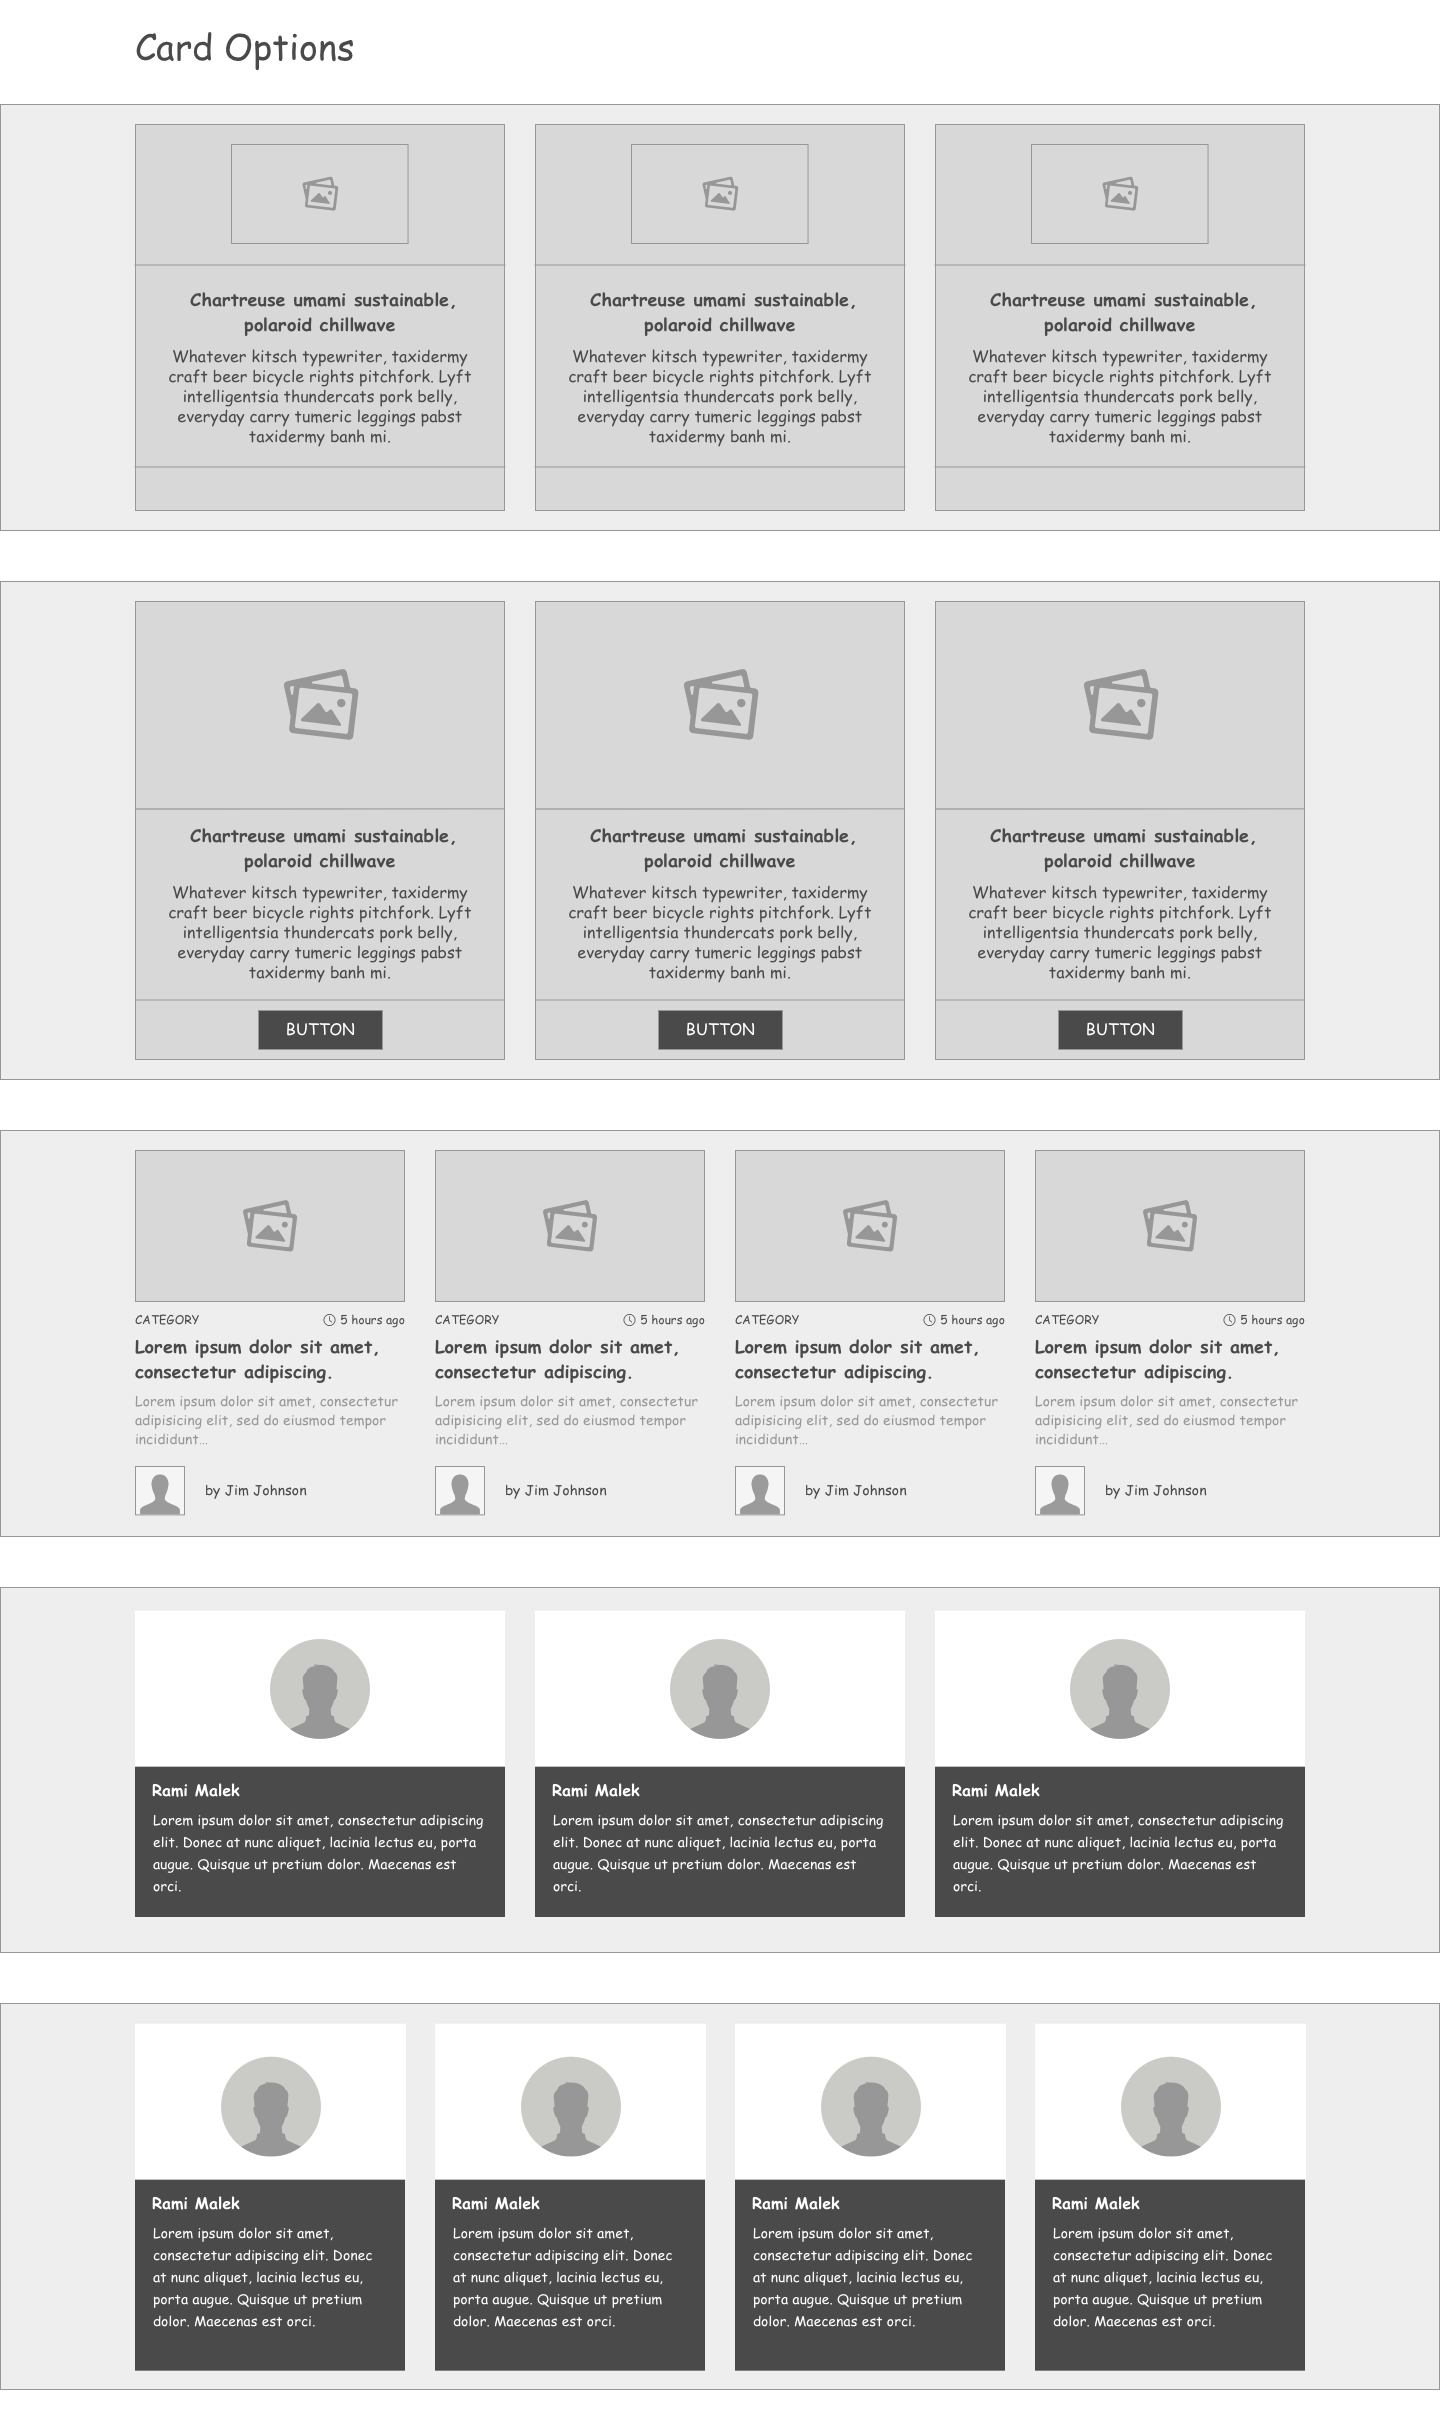 Card Options
Chartreuse umami sustainable,
polaroid chillwave
Whatever kitsch typewriter, taxidermy
craft beer bicycle rights pitchfork. Lyft
intelligentsia thundercats pork belly,
everyday carry tumeric leggings pabst
taxidermy banh mi.
Chartreuse umami sustainable,
polaroid chillwave
Whatever kitsch typewriter, taxidermy
craft beer bicycle rights pitchfork. Lyft
intelligentsia thundercats pork belly,
everyday carry tumeric leggings pabst
taxidermy banh mi.
Chartreuse umami sustainable,
polaroid chillwave
Whatever kitsch typewriter, taxidermy
craft beer bicycle rights pitchfork. Lyft
intelligentsia thundercats pork belly,
everyday carry tumeric leggings pabst
taxidermy banh mi.
Chartreuse umami sustainable,
polaroid chillwave
Whatever kitsch typewriter, taxidermy
craft beer bicycle rights pitchfork. Lyft
intelligentsia thundercats pork belly,
everyday carry tumeric leggings pabst
taxidermy banh mi.
BUTTON
Chartreuse umami sustainable,
polaroid chillwave
Whatever kitsch typewriter, taxidermy
craft beer bicycle rights pitchfork. Lyft
intelligentsia thundercats pork belly,
everyday carry tumeric leggings pabst
taxidermy banh mi.
BUTTON
Chartreuse umami sustainable,
polaroid chillwave
Whatever kitsch typewriter, taxidermy
craft beer bicycle rights pitchfork. Lyft
intelligentsia thundercats pork belly,
everyday carry tumeric leggings pabst
taxidermy banh mi.
BUTTON
CATEGORY 5 hours ago
Lorem ipsum dolor sit amet,
consectetur adipiscing.
Lorem ipsum dolor sit amet, consectetur
adipisicing elit, sed do eiusmod tempor
incididunt...
by Jim Johnson
CATEGORY 5 hours ago
Lorem ipsum dolor sit amet,
consectetur adipiscing.
Lorem ipsum dolor sit amet, consectetur
adipisicing elit, sed do eiusmod tempor
incididunt...
by Jim Johnson
CATEGORY 5 hours ago
Lorem ipsum dolor sit amet,
consectetur adipiscing.
Lorem ipsum dolor sit amet, consectetur
adipisicing elit, sed do eiusmod tempor
incididunt...
by Jim Johnson
CATEGORY 5 hours ago
Lorem ipsum dolor sit amet,
consectetur adipiscing.
Lorem ipsum dolor sit amet, consectetur
adipisicing elit, sed do eiusmod tempor
incididunt...
by Jim Johnson
Rami Malek
Lorem ipsum dolor sit amet, consectetur adipiscing
elit. Donec at nunc aliquet, lacinia lectus eu, porta
augue. Quisque ut pretium dolor. Maecenas est
orci.
Rami Malek
Lorem ipsum dolor sit amet, consectetur adipiscing
elit. Donec at nunc aliquet, lacinia lectus eu, porta
augue. Quisque ut pretium dolor. Maecenas est
orci.
Rami Malek
Lorem ipsum dolor sit amet, consectetur adipiscing
elit. Donec at nunc aliquet, lacinia lectus eu, porta
augue. Quisque ut pretium dolor. Maecenas est
orci.
Rami Malek
Lorem ipsum dolor sit amet,
consectetur adipiscing elit. Donec
at nunc aliquet, lacinia lectus eu,
porta augue. Quisque ut pretium
dolor. Maecenas est orci.
Rami Malek
Lorem ipsum dolor sit amet,
consectetur adipiscing elit. Donec
at nunc aliquet, lacinia lectus eu,
porta augue. Quisque ut pretium
dolor. Maecenas est orci.
Rami Malek
Lorem ipsum dolor sit amet,
consectetur adipiscing elit. Donec
at nunc aliquet, lacinia lectus eu,
porta augue. Quisque ut pretium
dolor. Maecenas est orci.
Rami Malek
Lorem ipsum dolor sit amet,
consectetur adipiscing elit. Donec
at nunc aliquet, lacinia lectus eu,
porta augue. Quisque ut pretium
dolor. Maecenas est orci.